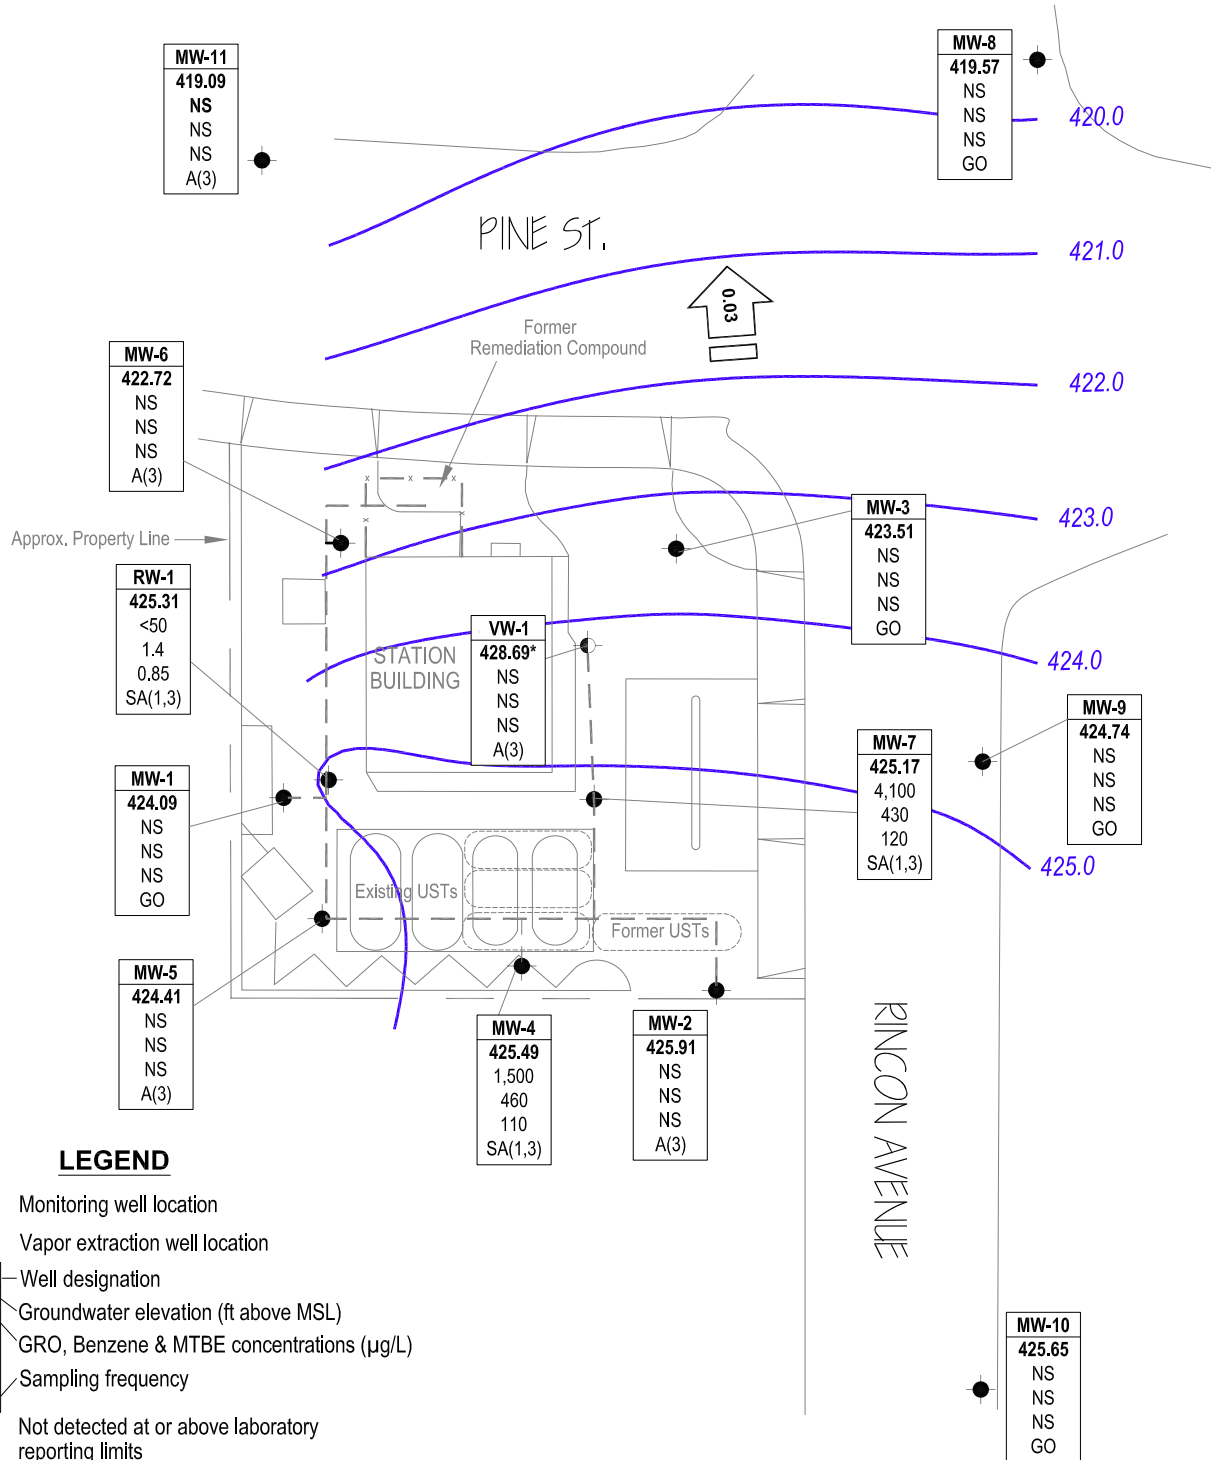 MW-11
419.09
NS
NS
NS
A(3)
MW-8
419.57
NS
NS
NS
GO
420.0
PINE ST.
421.0
0.03
Former
Remediation Compound
422.0
MW-6
422.72
NS
NS
NS
A(3)
MW-3
423.51
NS
NS
NS
GO
423.0
Approx. Property Line
RW-1
425.31
<50
1.4
0.85
SA(1,3)
VW-1
428.69*
NS
NS
NS
A(3)
STATION
BUILDING
424.0
MW-9
424.74
NS
NS
NS
GO
MW-7
425.17
4,100
430
120
SA(1,3)
MW-1
424.09
NS
NS
NS
GO
425.0
Existing USTs
Former USTs
MW-5
424.41
NS
NS
NS
A(3)
MW-4
425.49
1,500
460
110
SA(1,3)
MW-2
425.91
NS
NS
NS
A(3)
RINCON AVENUE
LEGEND
Monitoring well location
Vapor extraction well location
Well designation
Groundwater elevation (ft above MSL)
GRO, Benzene & MTBE concentrations (µg/L)
Sampling frequency
Not detected at or above laboratory
reporting limits
MW-10
425.65
NS
NS
NS
GO